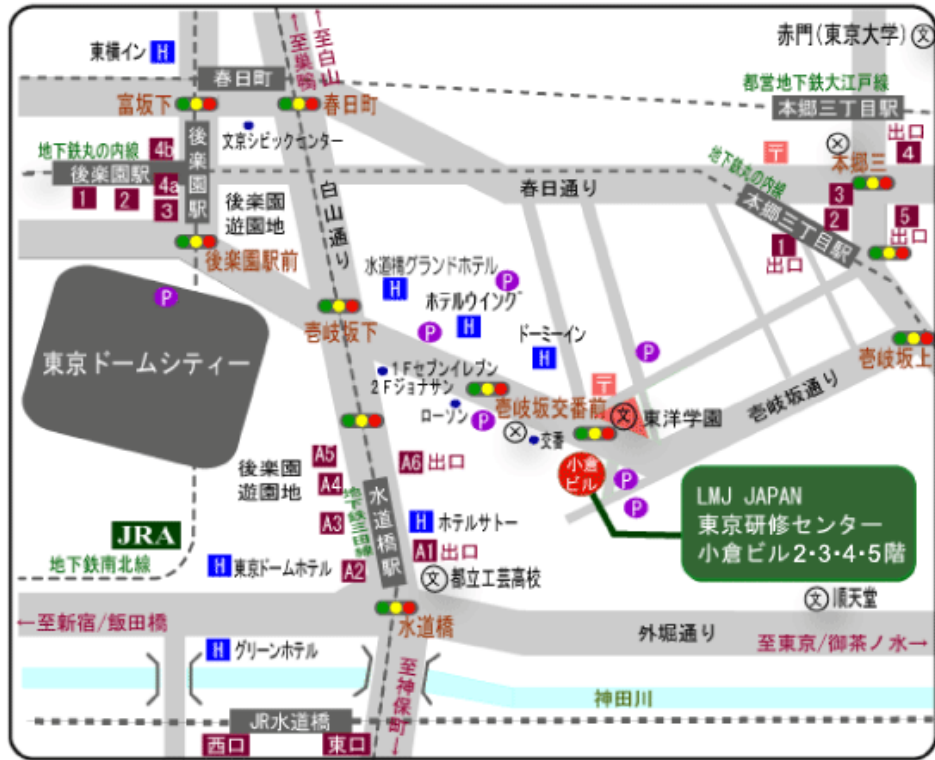 赤門(東京大学)文
東横イン H
↑至巣鴨
↑至白山
春日町
都営地下鉄大江戸線
本郷三丁目駅
富坂下
春日町
文京シビックセンター
出口
4
地下鉄丸の内線
4b
後楽園駅
後楽園駅
4a
1
2
3
後楽園
遊園地
白山通り
春日通り
地下鉄丸の内線
本郷三
本郷三丁目駅
3
2
1
出口
5
出口
後楽園駅前
水道橋グランドホテル
H
P
ホテルウイング
H
P
P
ドーミーイン
H
P
東京ドームシティー
壱岐坂下
壱岐坂上
1Fセブンイレブン
2Fジョナサン
ローソン
P
壱岐坂交番前
文 東洋学園
壱岐坂通り
交番
A5
A6 出口
後楽園
遊園地
A4
A3
地下鉄三田線
水道橋駅
小倉
ビル
P
P
LMJ JAPAN
東京研修センター
小倉ビル2・3・4・5階
JRA
地下鉄南北線
H ホテルサトー
A1 出口
H 東京ドームホテル
A2
文 都立工芸高校
文 順天堂
←至新宿/飯田橋
水道橋
外堀通り
至東京/御茶ノ水→
H グリーンホテル
至神保町→
神田川
JR水道橋
西口
東口